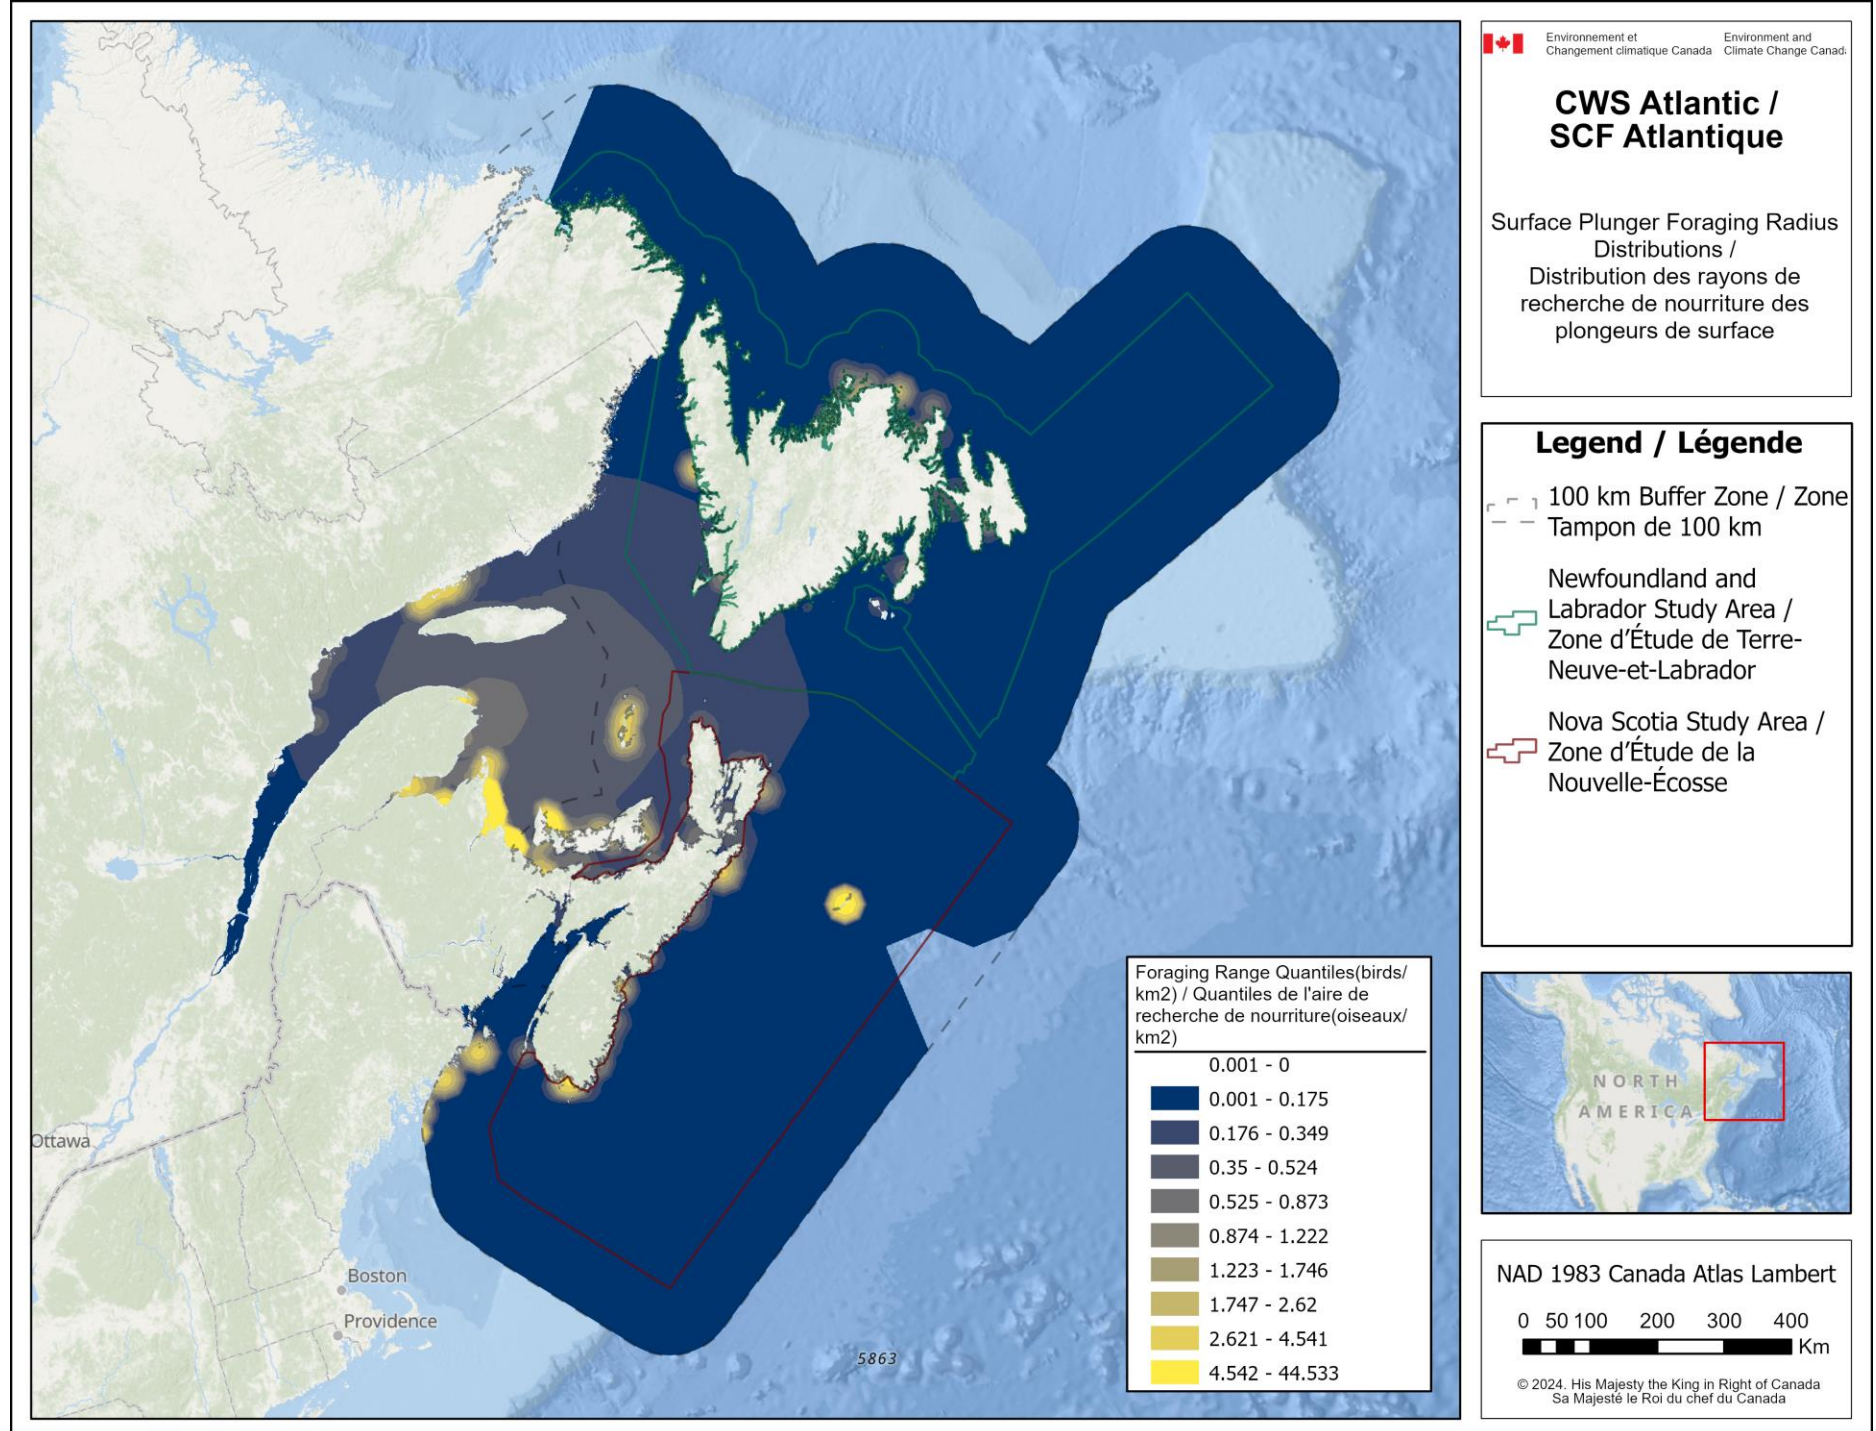 Environnement et
Changement climatique Canada
Environment and
Climate Change Canada
CWS Atlantic /
SCF Atlantique
Surface Plunger Foraging Radius
Distributions /
Distribution des rayons de
recherche de nourriture des
plongeurs de surface
Legend / Légende
100 km Buffer Zone / Zone
Tampon de 100 km
Newfoundland and
Labrador Study Area /
Zone d'Étude de Terre-
Neuve-et-Labrador
Nova Scotia Study Area /
Zone d'Étude de la
Nouvelle-Écosse
Foraging Range Quantiles(birds/
km2) / Quantiles de l'aire de
recherche de nourriture(oiseaux/
km2)
0.001 - 0
0.001 - 0.175
0.176 - 0.349
0.35 - 0.524
0.525 - 0.873
0.874 - 1.222
1.223 - 1.746
1.747 - 2.62
2.621 - 4.541
4.542 - 44.533
Ottawa
Boston
Providence
5863
NORTH
AMERICA
NAD 1983 Canada Atlas Lambert
0 50 100 200 300 400
Km
© 2024. His Majesty the King in Right of Canada
Sa Majesté le Roi du chef du Canada